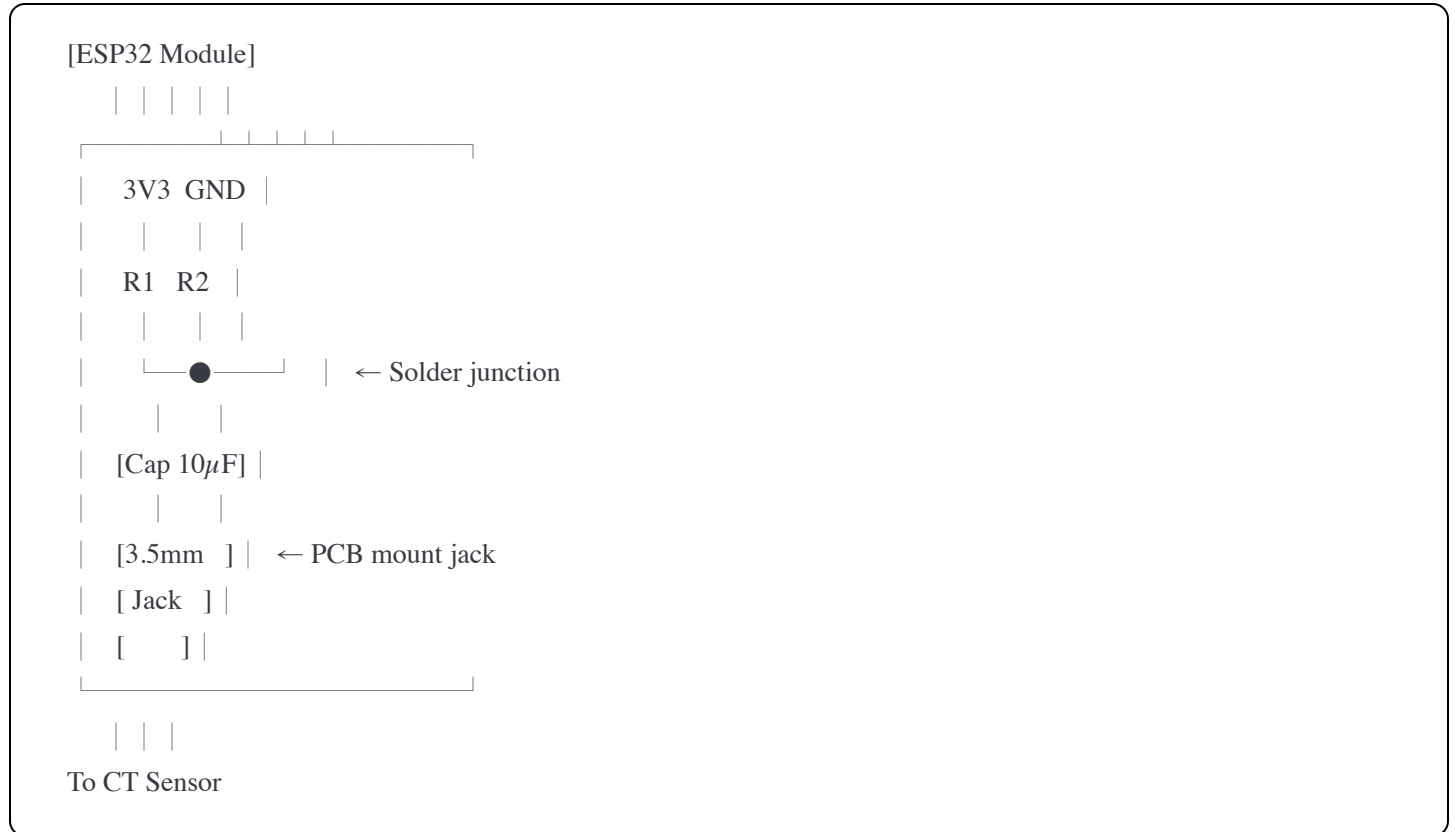 [ESP32 Module]
3V3 GND
R1 R2
← Solder junction
[Cap 10μF]
[3.5mm ] ← PCB mount jack
[ Jack ]
[ ]
To CT Sensor